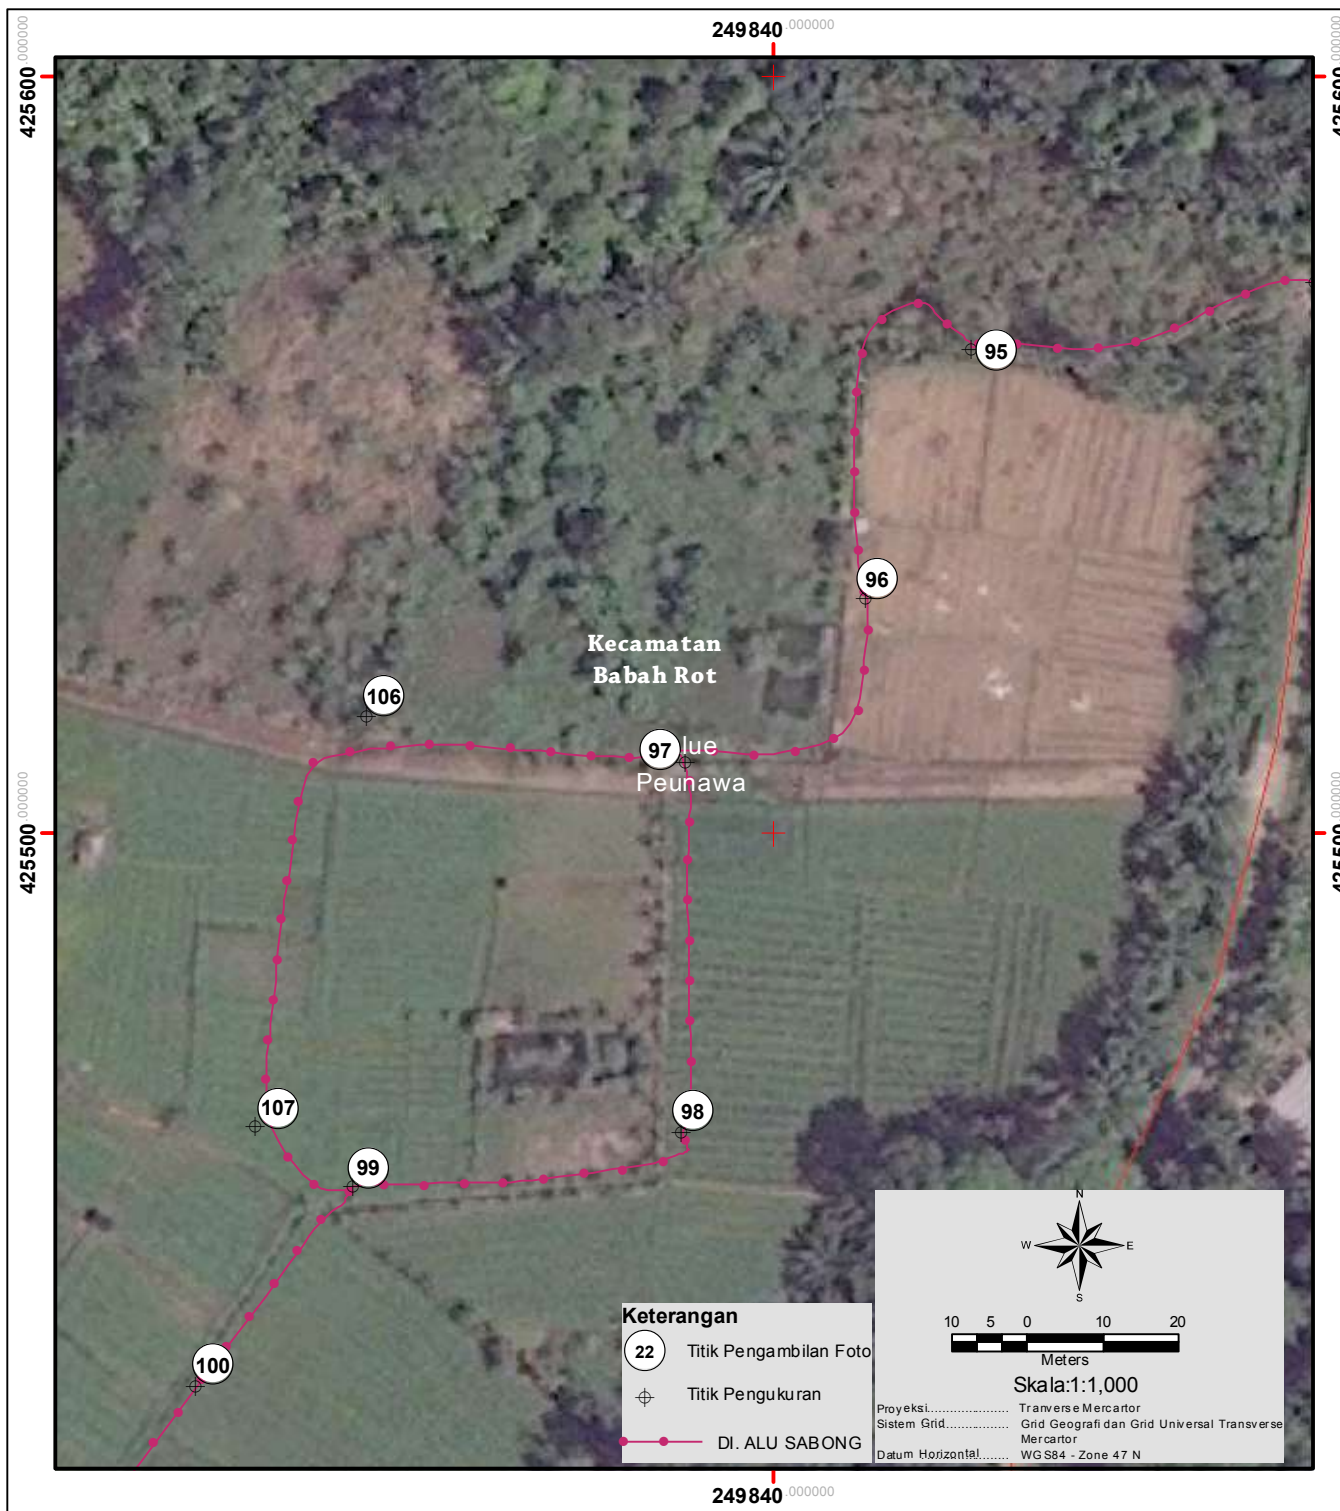 249840.000000
425600.000000
425600.000000
95
96
Kecamatan
Babah Rot
106
97
lue
Peunawa
425500.000000
425500.000000
107
98
99
100
N
W
E
S
Keterangan
22 Titik Pengambilan Foto
Titik Pengukuran
DI. ALU SABONG
10 5 0 10 20
Meters
Skala:1:1,000
Proyeksi..................... Tranverse Mercartor
Sistem Grid................ Grid Geografi dan Grid Universal Transverse
Mercartor
Datum Horizontal........ WGS84 - Zone 47 N
249840.000000